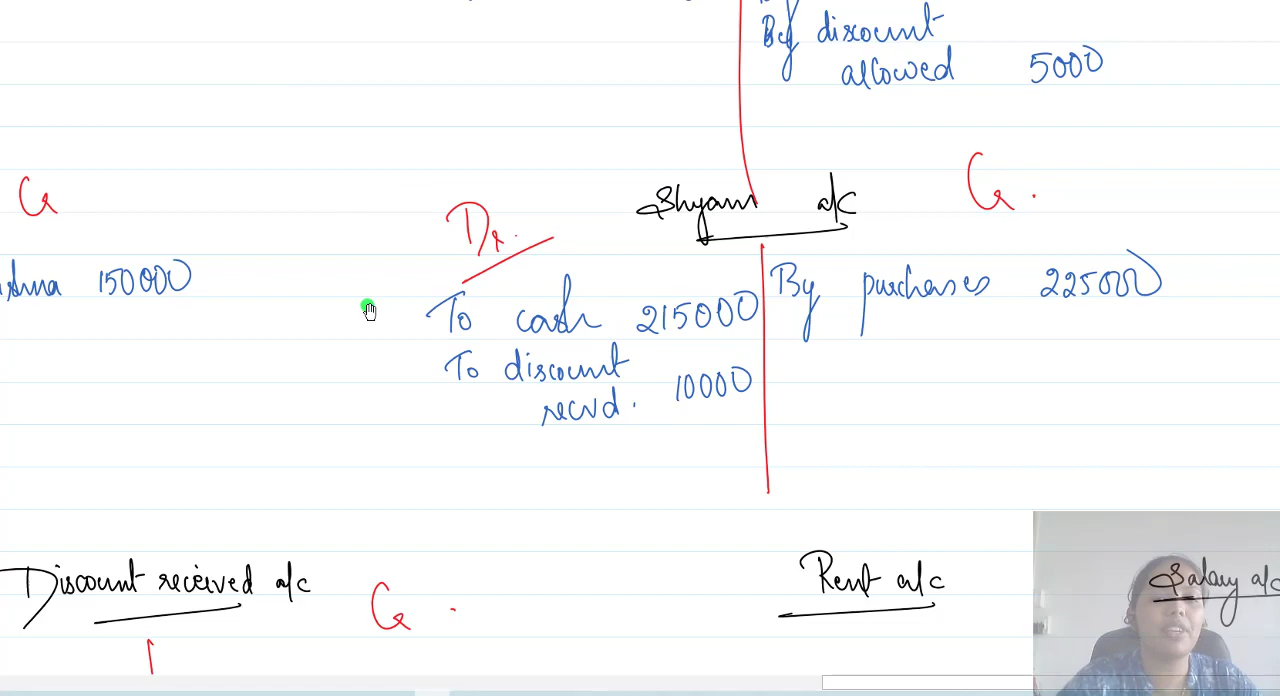 By discount
allowed 5000
Cr
Shyam a/c
Cr.
Dr.
150000
To cash 215000
By purchases 225000
To discount
recvd. 10000
Discount received a/c
Cr.
Rent a/c
Salary a/c